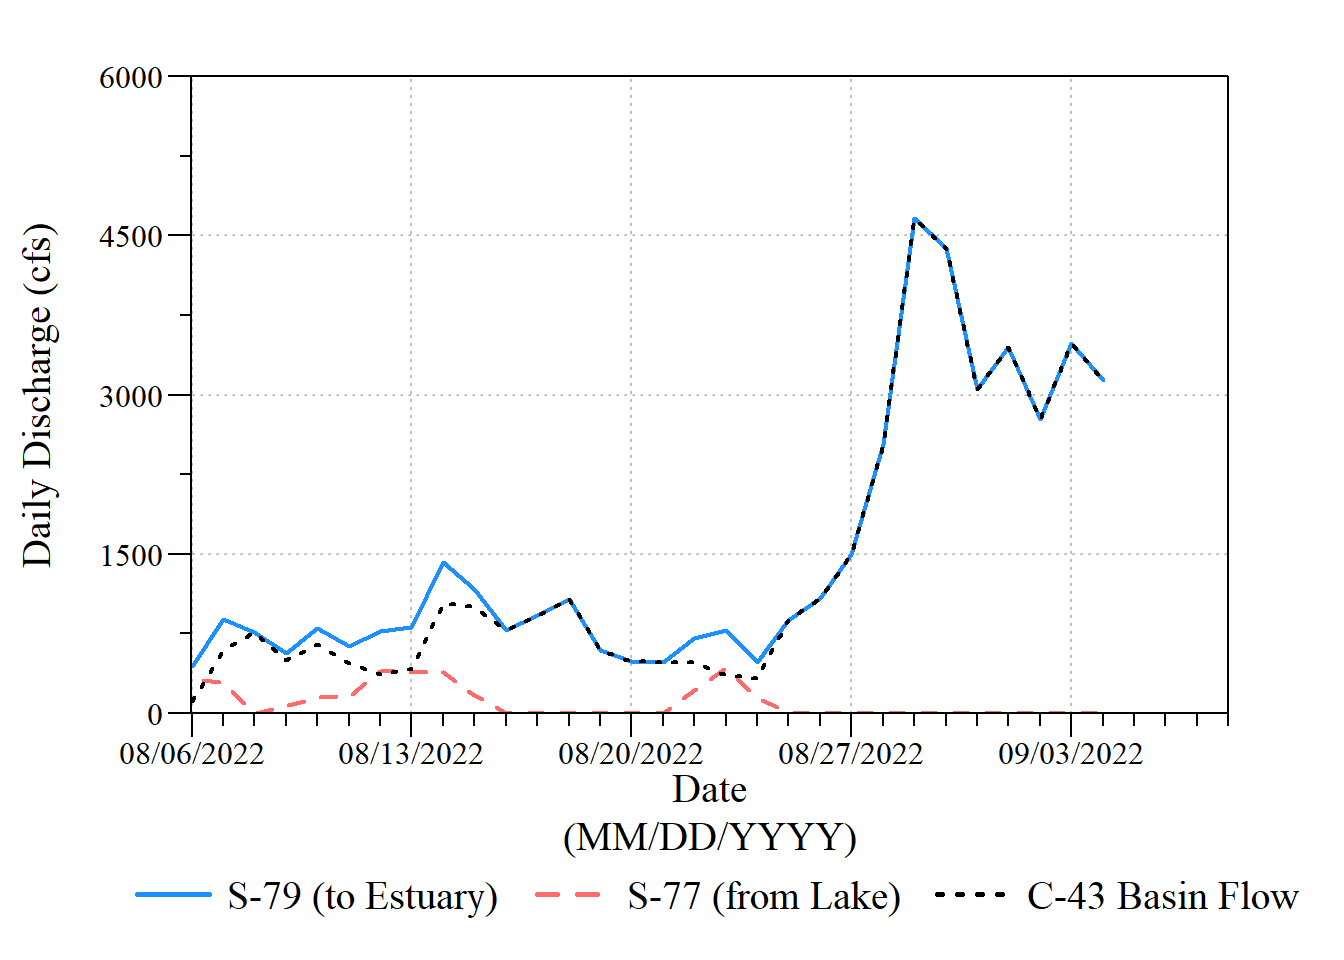 6000
4500
3000
1500
0
Daily Discharge (cfs)
08/06/2022 08/13/2022 08/20/2022 08/27/2022 09/03/2022
Date
(MM/DD/YYYY)
S-79 (to Estuary) S-77 (from Lake) C-43 Basin Flow